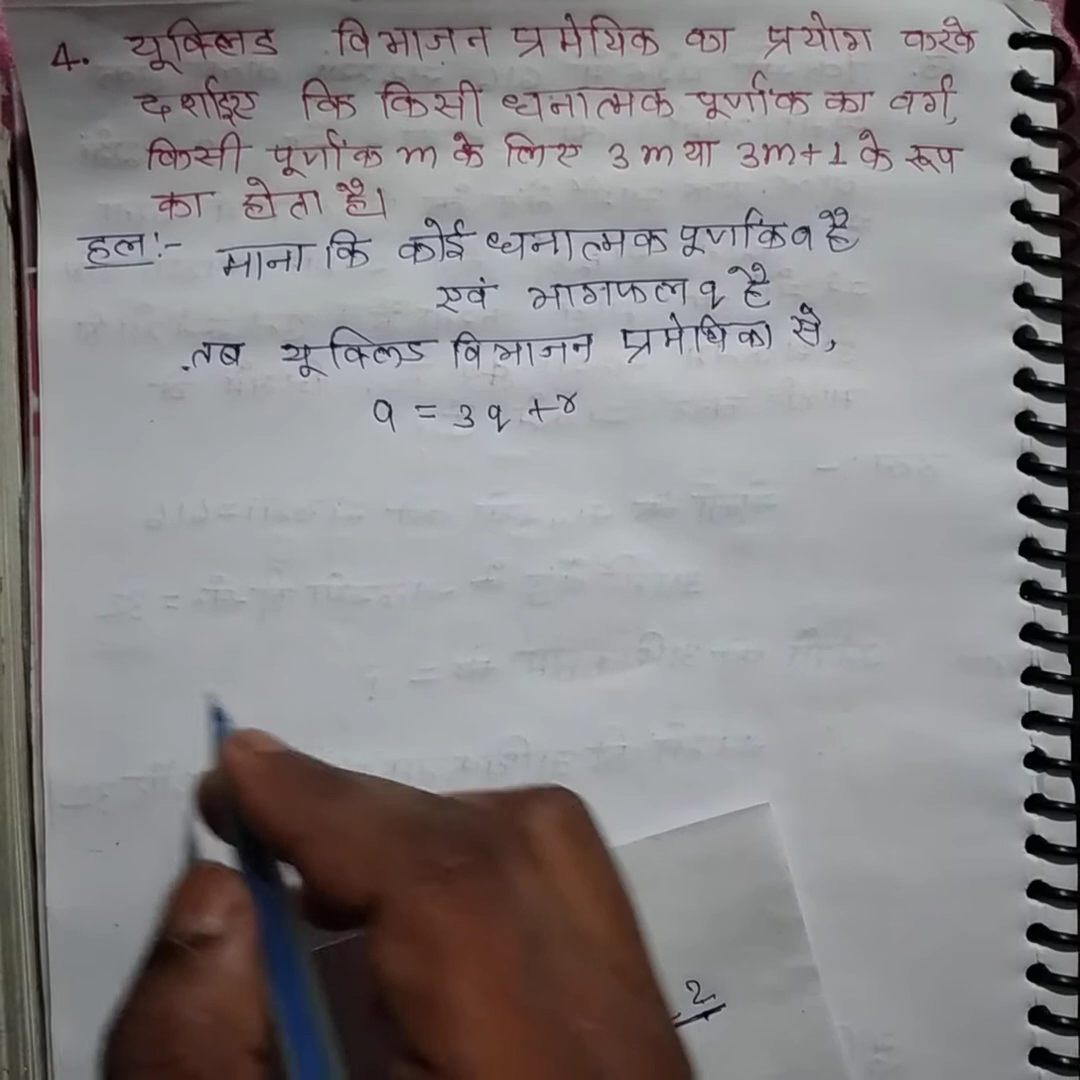 4. यूक्लिड विभाजन प्रमेयिक का प्रयोग करके
दर्शाइए कि किसी धनात्मक पूर्णांक का वर्ग,
किसी पूर्णांक m के लिए 3m या 3m+1 के रूप
का होता है।
हल:- माना कि कोई धनात्मक पूर्णांक a है
एवं भागफल q है
तब यूक्लिड विभाजन प्रमेयिका से,
a = 3q + r
2